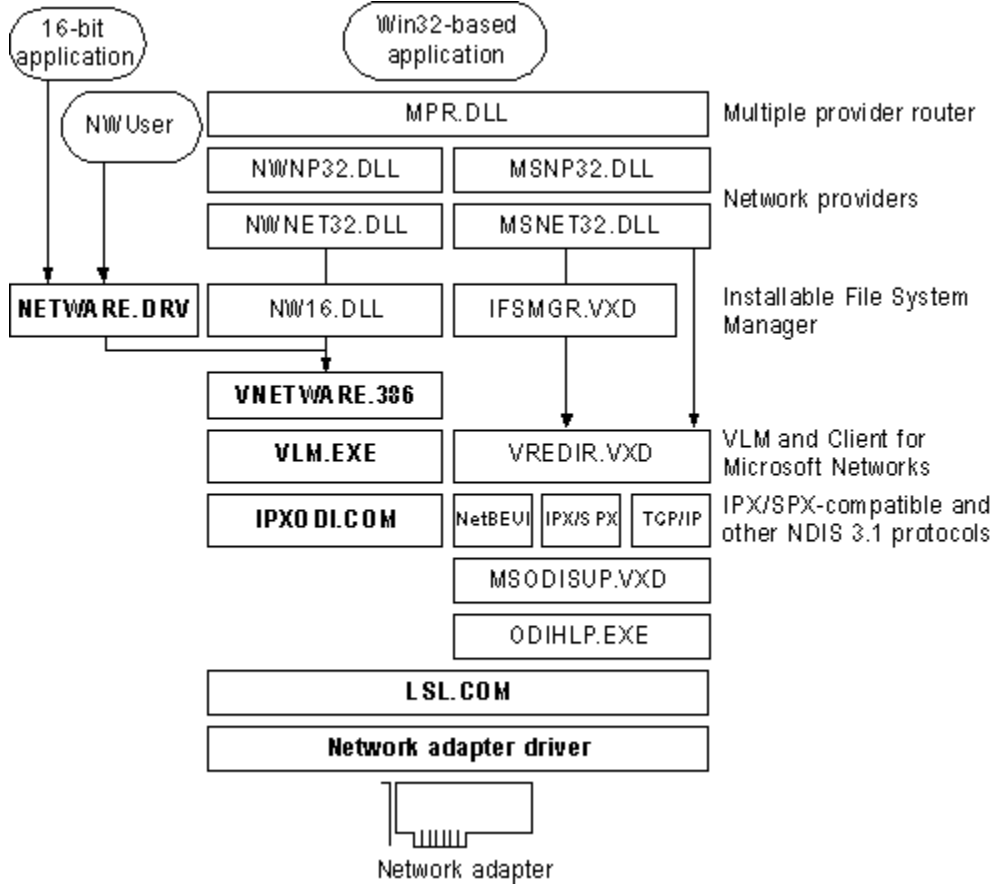 16-bit
application
Win32-based
application
NWUser
MPR.DLL
Multiple provider router
NWNP32.DLL
MSNP32.DLL
Network providers
NWNET32.DLL
MSNET32.DLL
NETWARE.DRV
NW16.DLL
IFSMGR.VXD
Installable File System
Manager
VNETWARE.386
VLM.EXE
VREDIR.VXD
VLM and Client for
Microsoft Networks
IPXODI.COM
NetBEUI
IPX/SPX
TCP/IP
IPX/SPX-compatible and
other NDIS 3.1 protocols
MSODISUP.VXD
ODIHLP.EXE
LSL.COM
Network adapter driver
Network adapter